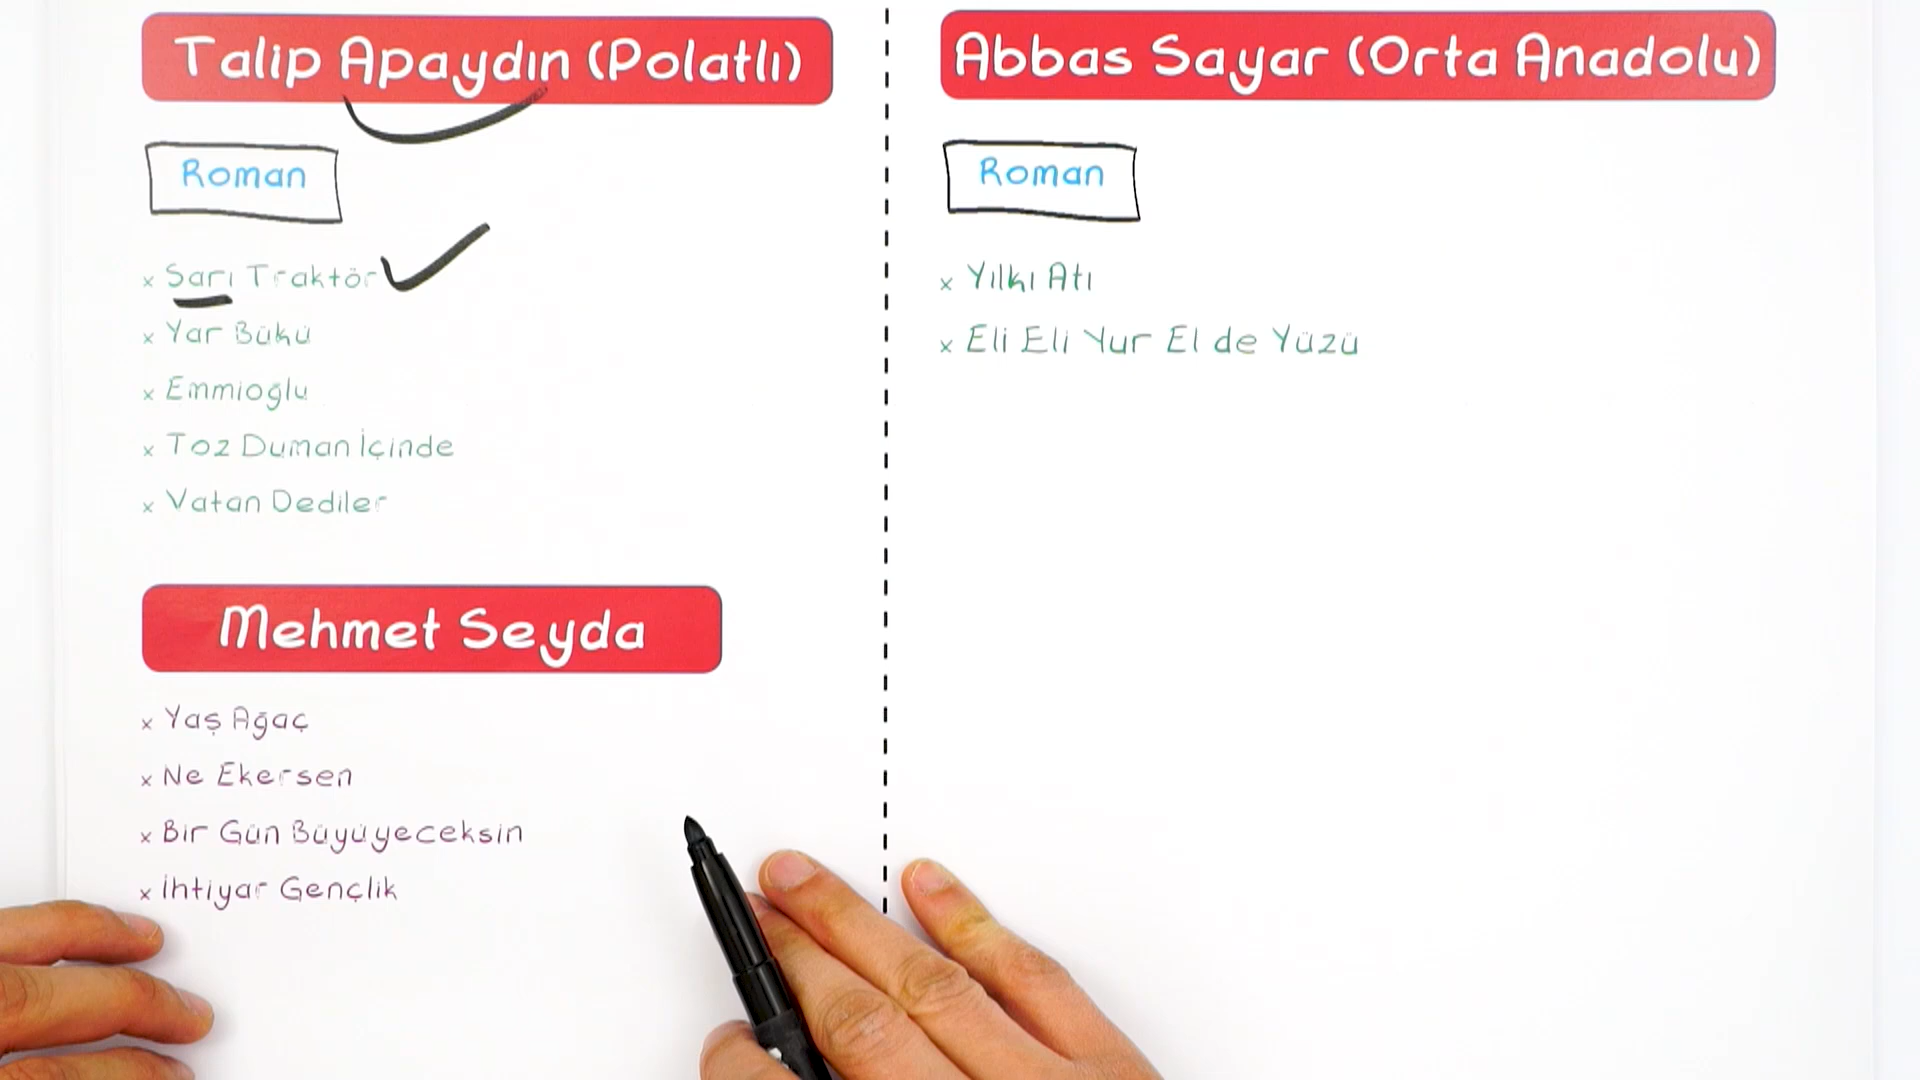 Talip Apaydın (Polatlı)
Roman
× Sarı Traktör
× Yar Bükü
× Emmioğlu
× Toz Duman İçinde
× Vatan Dediler
Mehmet Seyda
× Yaş Ağaç
× Ne Ekersen
× Bir Gün Büyüyeceksin
× İhtiyar Gençlik
Abbas Sayar (Orta Anadolu)
Roman
× Yılkı Atı
× Eli Eli Yur El de Yüzü